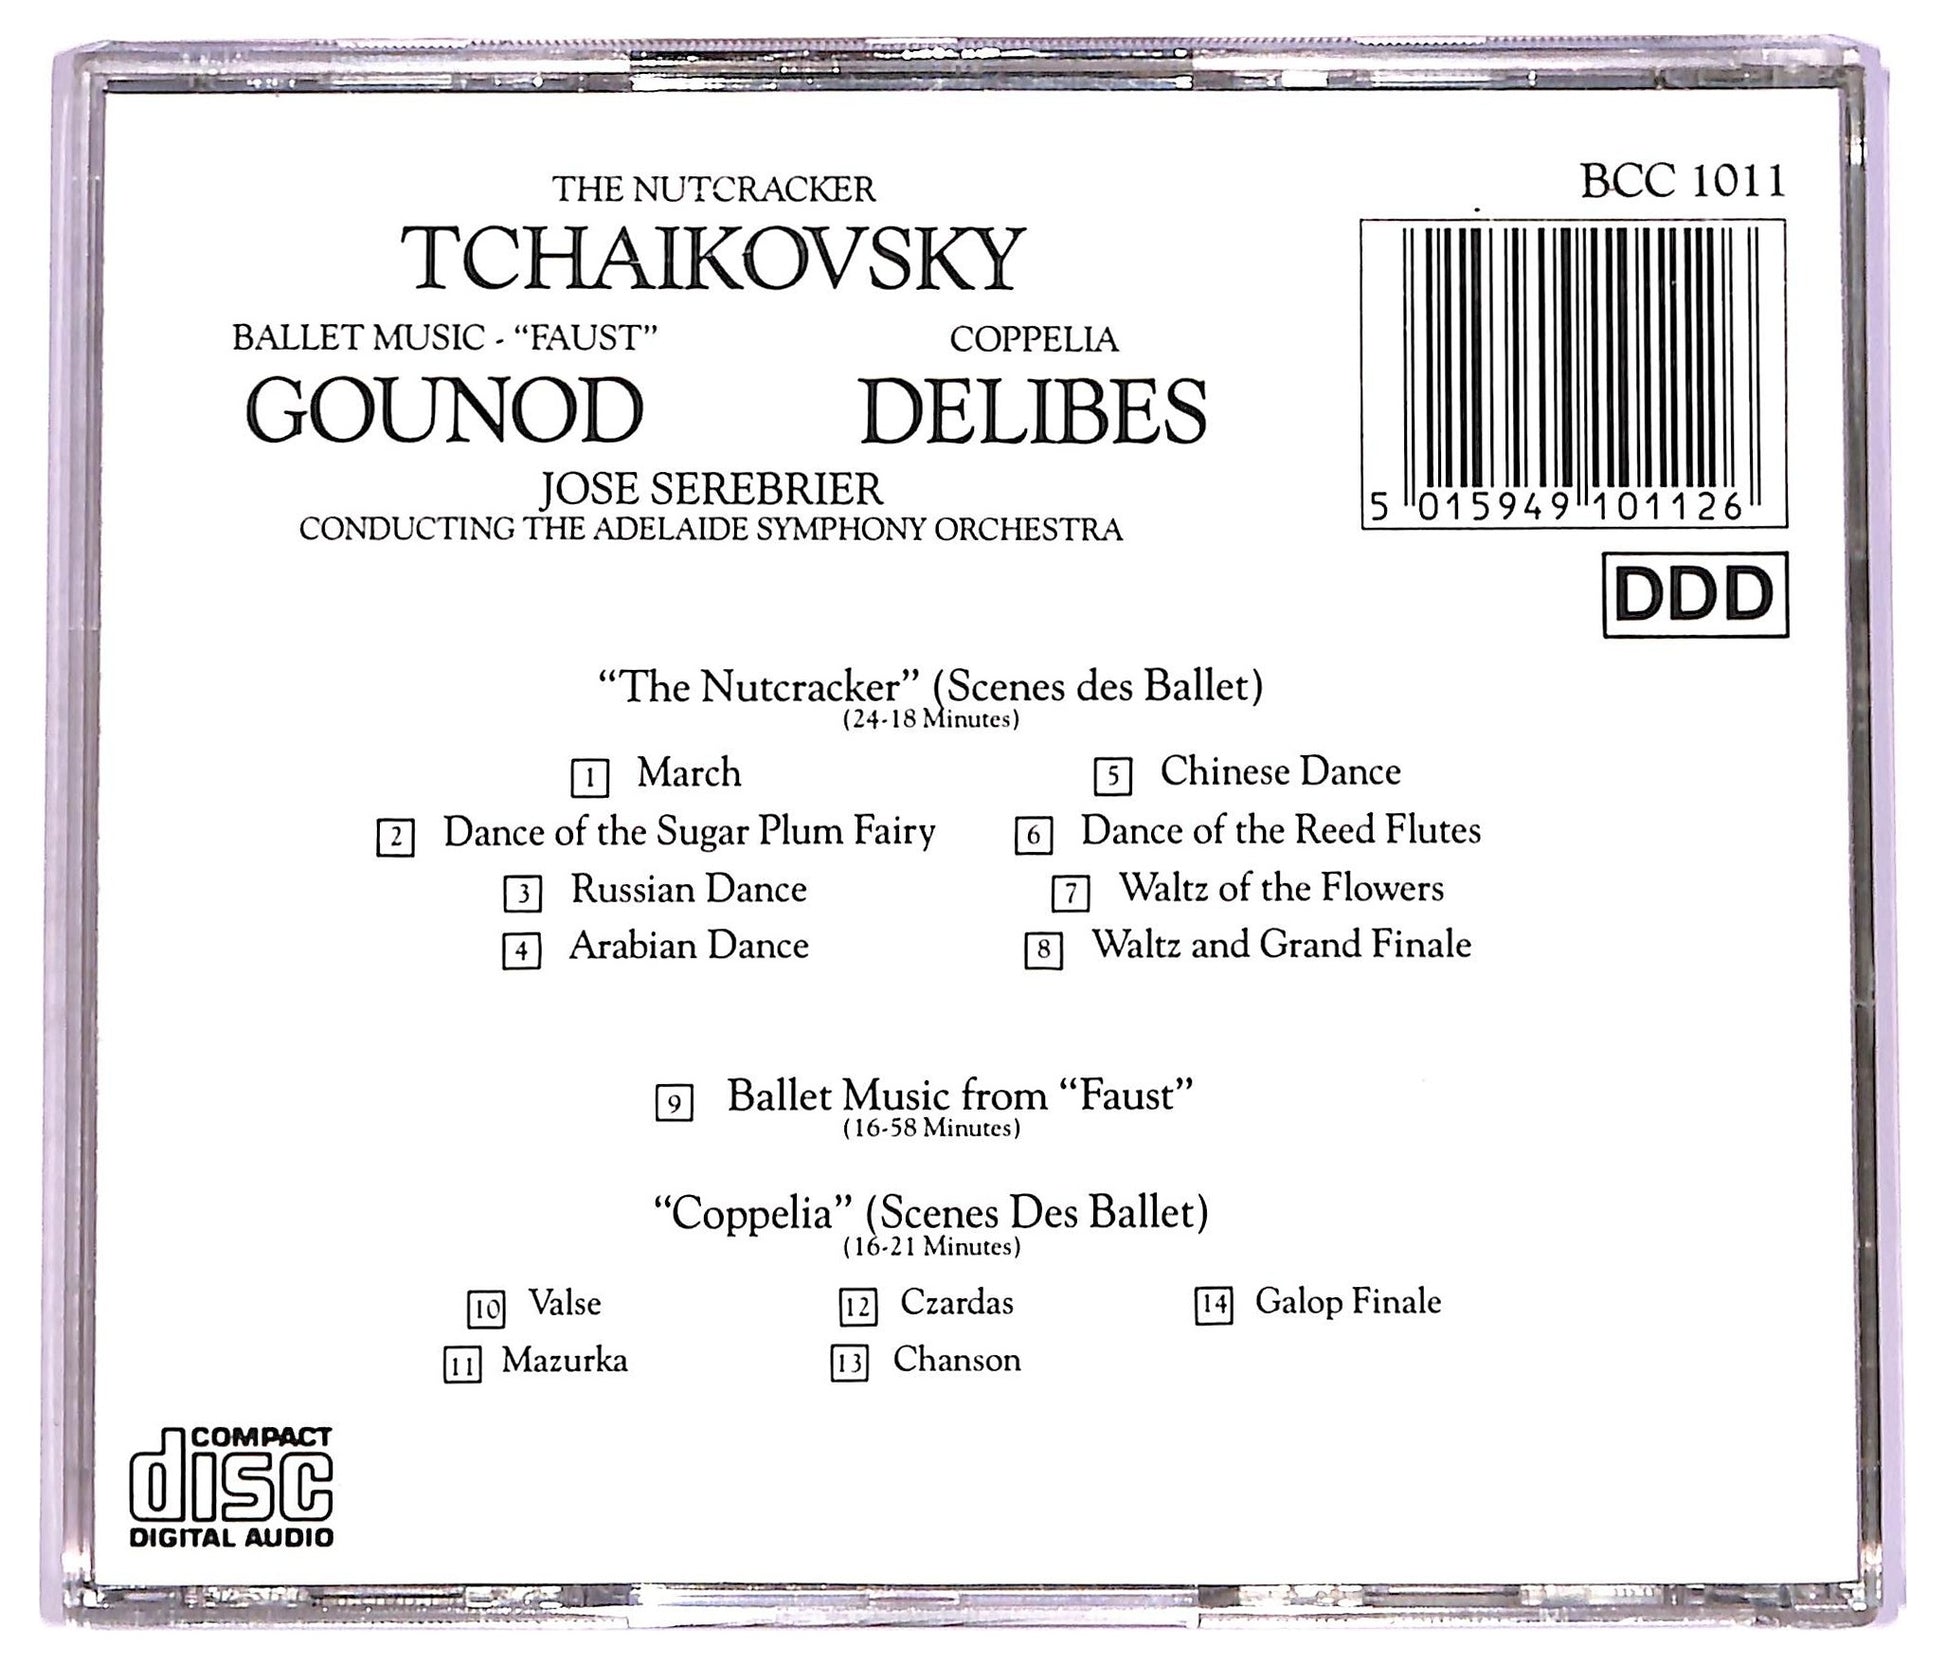 THE NUTCRACKER
TCHAIKOVSKY
BALLET MUSIC - “FAUST”
GOUNOD
COPPELIA
DELIBES
JOSE SEREBRIER
CONDUCTING THE ADELAIDE SYMPHONY ORCHESTRA
BCC 1011
5 015949 101126
DDD
“The Nutcracker” (Scenes des Ballet)
(24-18 Minutes)
1 March
2 Dance of the Sugar Plum Fairy
3 Russian Dance
4 Arabian Dance
5 Chinese Dance
6 Dance of the Reed Flutes
7 Waltz of the Flowers
8 Waltz and Grand Finale
9 Ballet Music from “Faust”
(16-58 Minutes)
“Coppelia” (Scenes Des Ballet)
(16-21 Minutes)
10 Valse
11 Mazurka
12 Czardas
13 Chanson
14 Galop Finale
COMPACT
disc
DIGITAL AUDIO